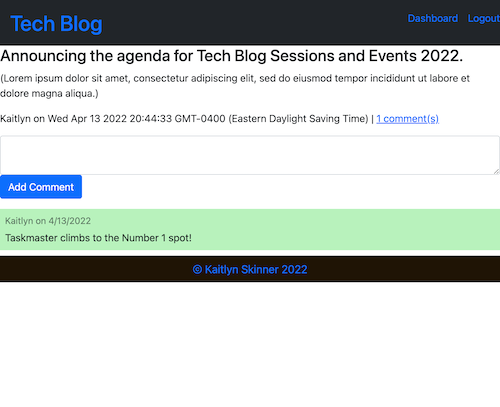 Tech Blog
Dashboard Logout
Announcing the agenda for Tech Blog Sessions and Events 2022.
(Lorem ipsum dolor sit amet, consectetur adipiscing elit, sed do eiusmod tempor incididunt ut labore et
dolore magna aliqua.)
Kaitlyn on Wed Apr 13 2022 20:44:33 GMT-0400 (Eastern Daylight Saving Time) | 1 comment(s)
Add Comment
Kaitlyn on 4/13/2022
Taskmaster climbs to the Number 1 spot!
© Kaitlyn Skinner 2022